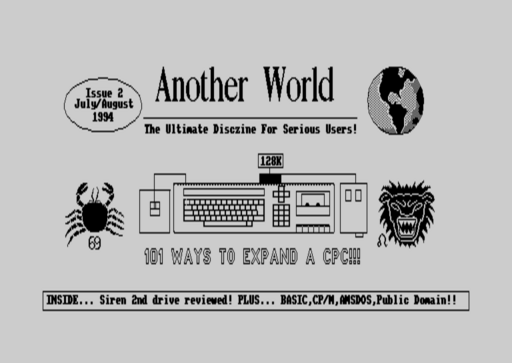 Issue 2
July/August
1994
Another World
The Ultimate Disczine For Serious Users!
128K
101 WAYS TO EXPAND A CPC!!!
INSIDE... Siren 2nd drive reviewed! PLUS... BASIC,CP/M,AMSDOS,Public Domain!!